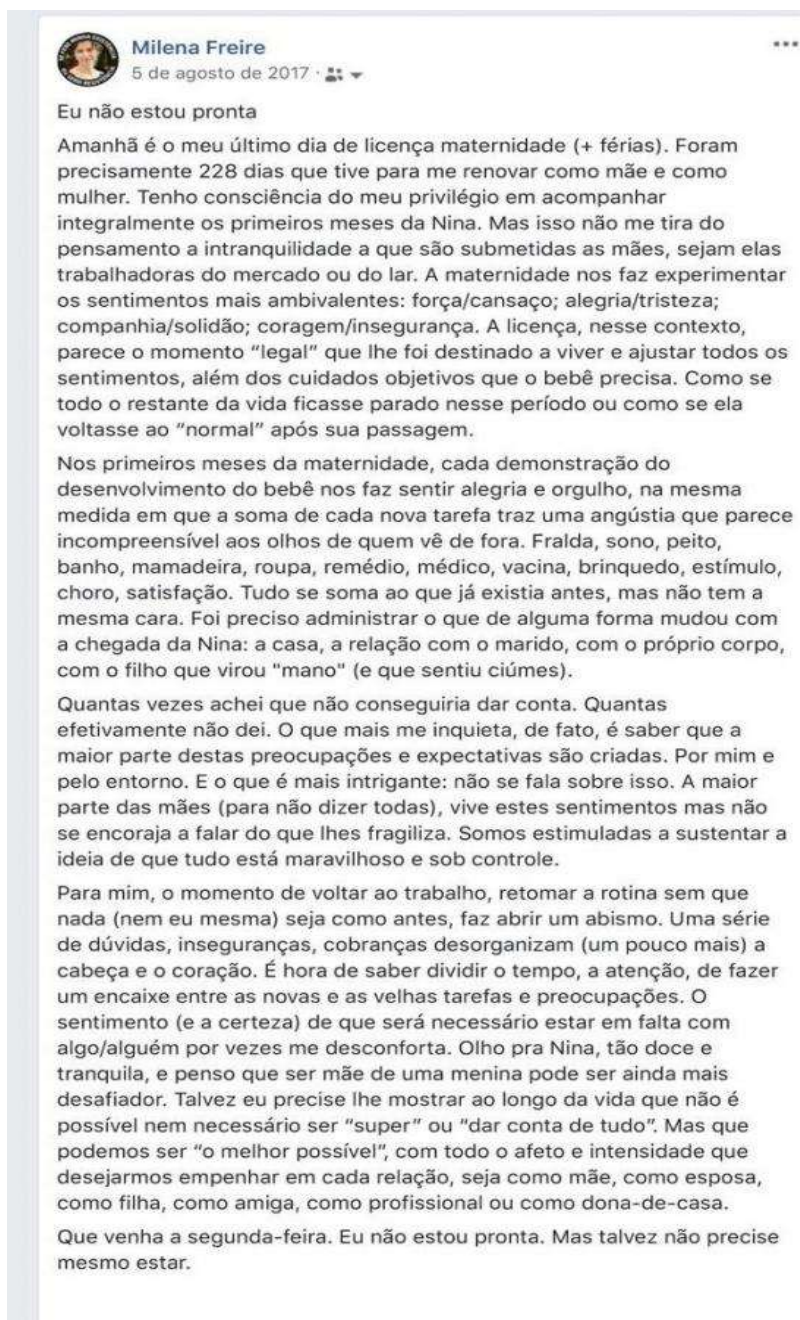 Milena Freire
5 de agosto de 2017 ·
Eu não estou pronta
Amanhã é o meu último dia de licença maternidade (+ férias). Foram
precisamente 228 dias que tive para me renovar como mãe e como
mulher. Tenho consciência do meu privilégio em acompanhar
integralmente os primeiros meses da Nina. Mas isso não me tira do
pensamento a intranquilidade a que são submetidas as mães, sejam elas
trabalhadoras do mercado ou do lar. A maternidade nos faz experimentar
os sentimentos mais ambivalentes: força/cansaço; alegria/tristeza;
companhia/solidão; coragem/insegurança. A licença, nesse contexto,
parece o momento “legal” que lhe foi destinado a viver e ajustar todos os
sentimentos, além dos cuidados objetivos que o bebê precisa. Como se
todo o restante da vida ficasse parado nesse período ou como se ela
voltasse ao “normal” após sua passagem.
Nos primeiros meses da maternidade, cada demonstração do
desenvolvimento do bebê nos faz sentir alegria e orgulho, na mesma
medida em que a soma de cada nova tarefa traz uma angústia que parece
incompreensível aos olhos de quem vê de fora. Fralda, sono, peito,
banho, mamadeira, roupa, remédio, médico, vacina, brinquedo, estímulo,
choro, satisfação. Tudo se soma ao que já existia antes, mas não tem a
mesma cara. Foi preciso administrar o que de alguma forma mudou com
a chegada da Nina: a casa, a relação com o marido, com o próprio corpo,
com o filho que virou "mano" (e que sentiu ciúmes).
Quantas vezes achei que não conseguiria dar conta. Quantas
efetivamente não dei. O que mais me inquieta, de fato, é saber que a
maior parte destas preocupações e expectativas são criadas. Por mim e
pelo entorno. E o que é mais intrigante: não se fala sobre isso. A maior
parte das mães (para não dizer todas), vive estes sentimentos mas não
se encoraja a falar do que lhes fragiliza. Somos estimuladas a sustentar a
ideia de que tudo está maravilhoso e sob controle.
Para mim, o momento de voltar ao trabalho, retomar a rotina sem que
nada (nem eu mesma) seja como antes, faz abrir um abismo. Uma série
de dúvidas, inseguranças, cobranças desorganizam (um pouco mais) a
cabeça e o coração. É hora de saber dividir o tempo, a atenção, de fazer
um encaixe entre as novas e as velhas tarefas e preocupações. O
sentimento (e a certeza) de que será necessário estar em falta com
algo/alguém por vezes me desconforta. Olho pra Nina, tão doce e
tranquila, e penso que ser mãe de uma menina pode ser ainda mais
desafiador. Talvez eu precise lhe mostrar ao longo da vida que não é
possível nem necessário ser “super” ou “dar conta de tudo”. Mas que
podemos ser “o melhor possível”, com todo o afeto e intensidade que
desejarmos empenhar em cada relação, seja como mãe, como esposa,
como filha, como amiga, como profissional ou como dona-de-casa.
Que venha a segunda-feira. Eu não estou pronta. Mas talvez não precise
mesmo estar.